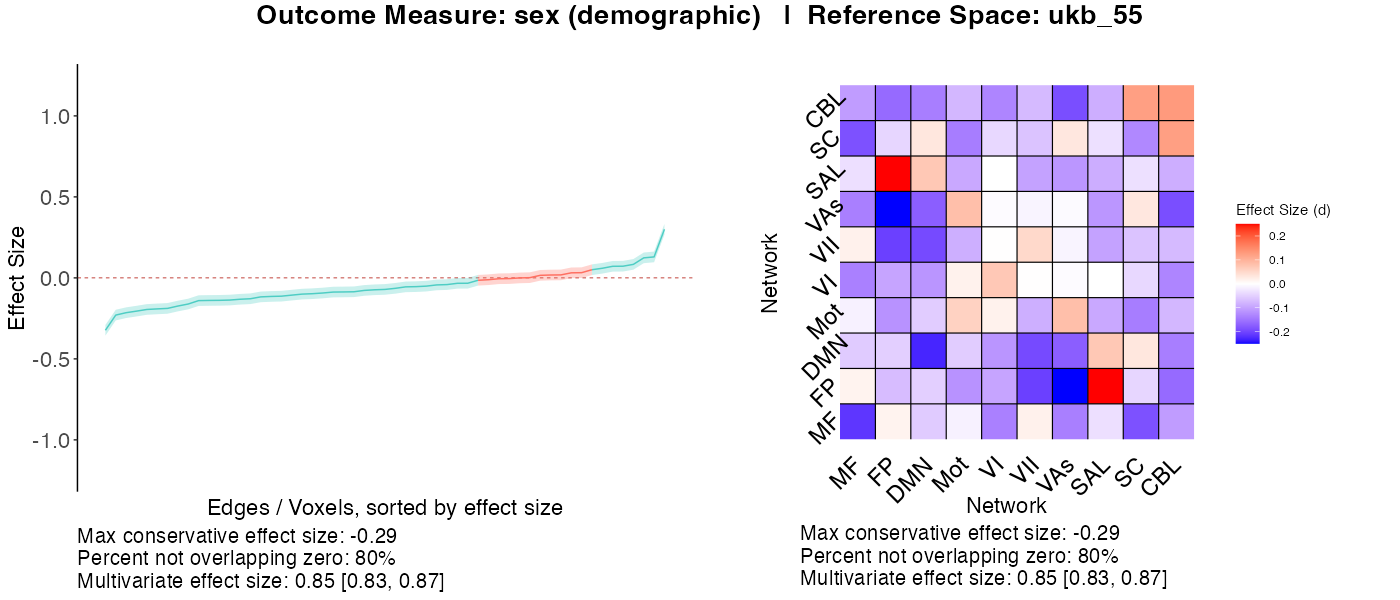 Outcome Measure: sex (demographic) | Reference Space: ukb_55
Effect Size
1.0
0.5
0.0
-0.5
-1.0
Edges / Voxels, sorted by effect size
Max conservative effect size: -0.29
Percent not overlapping zero: 80%
Multivariate effect size: 0.85 [0.83, 0.87]
Network
CBL
SC
SAL
VAs
VII
VI
Mot
DMN
FP
MF
MF FP DMN Mot VI VII VAs SAL SC CBL
Network
Max conservative effect size: -0.29
Percent not overlapping zero: 80%
Multivariate effect size: 0.85 [0.83, 0.87]
Effect Size (d)
0.2
0.1
0.0
-0.1
-0.2